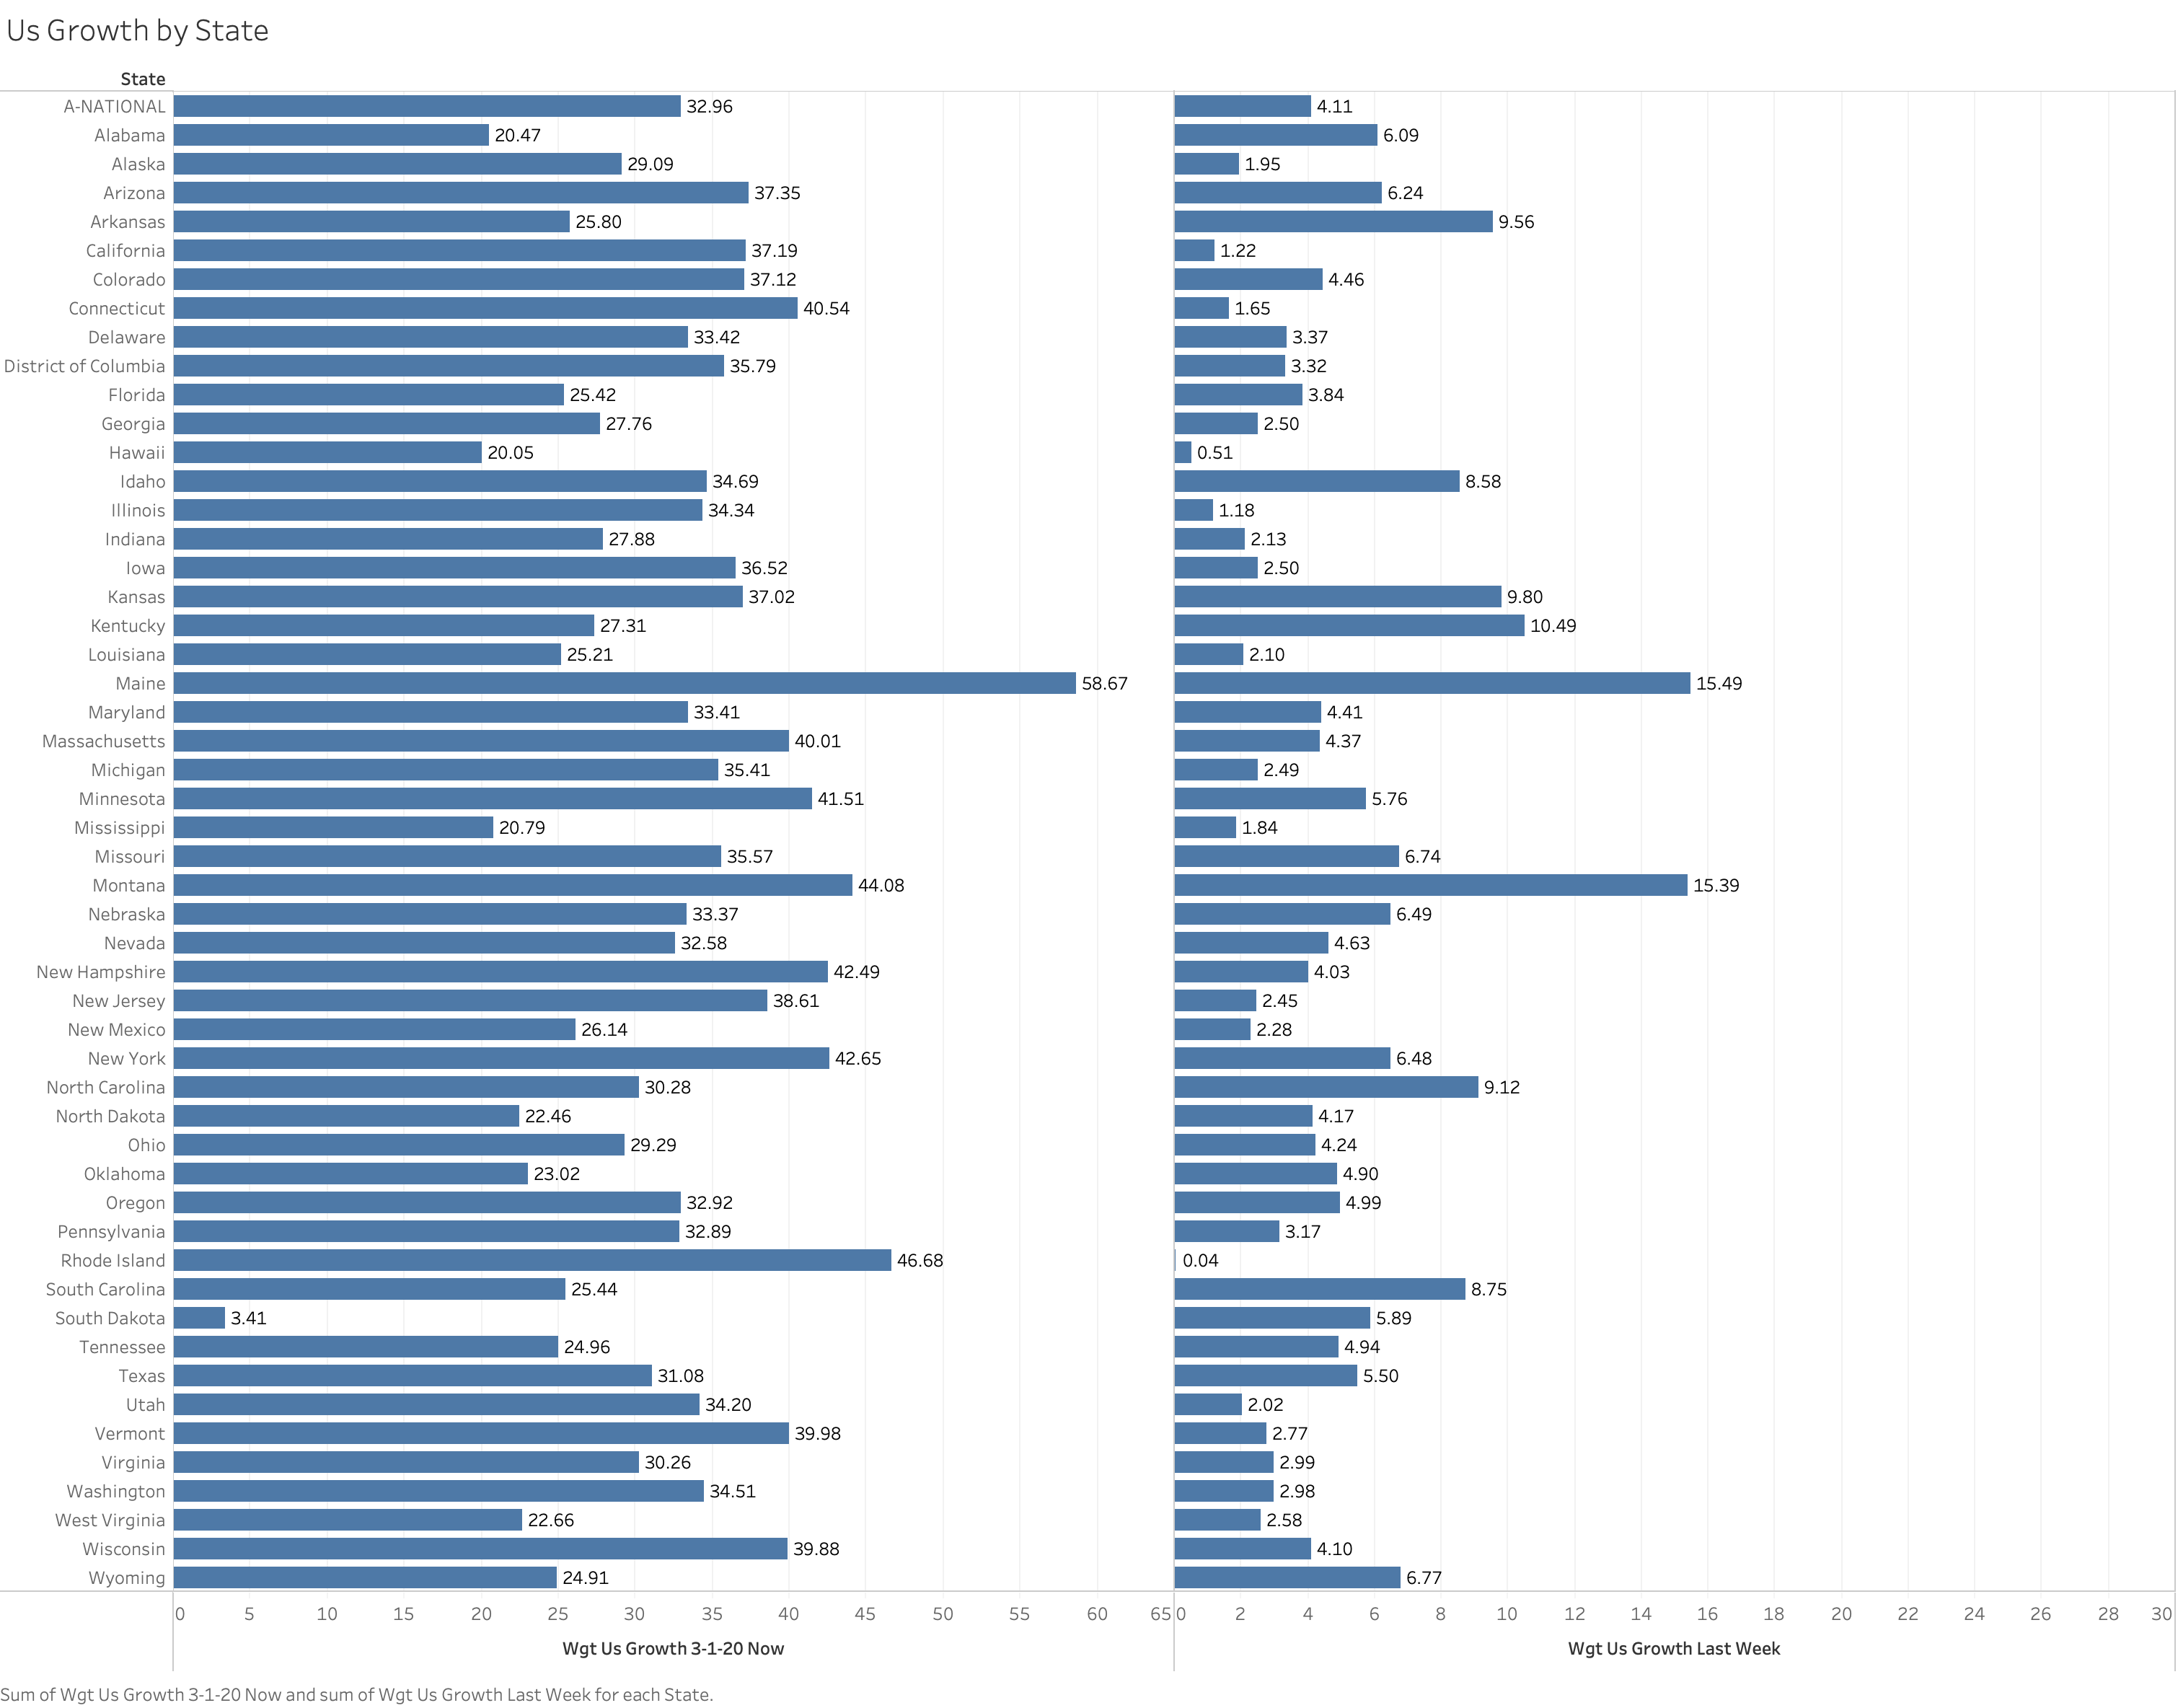 Us Growth by State
State
A-NATIONAL 32.96 4.11
Alabama 20.47 6.09
Alaska 29.09 1.95
Arizona 37.35 6.24
Arkansas 25.80 9.56
California 37.19 1.22
Colorado 37.12 4.46
Connecticut 40.54 1.65
Delaware 33.42 3.37
District of Columbia 35.79 3.32
Florida 25.42 3.84
Georgia 27.76 2.50
Hawaii 20.05 0.51
Idaho 34.69 8.58
Illinois 34.34 1.18
Indiana 27.88 2.13
Iowa 36.52 2.50
Kansas 37.02 9.80
Kentucky 27.31 10.49
Louisiana 25.21 2.10
Maine 58.67 15.49
Maryland 33.41 4.41
Massachusetts 40.01 4.37
Michigan 35.41 2.49
Minnesota 41.51 5.76
Mississippi 20.79 1.84
Missouri 35.57 6.74
Montana 44.08 15.39
Nebraska 33.37 6.49
Nevada 32.58 4.63
New Hampshire 42.49 4.03
New Jersey 38.61 2.45
New Mexico 26.14 2.28
New York 42.65 6.48
North Carolina 30.28 9.12
North Dakota 22.46 4.17
Ohio 29.29 4.24
Oklahoma 23.02 4.90
Oregon 32.92 4.99
Pennsylvania 32.89 3.17
Rhode Island 46.68 0.04
South Carolina 25.44 8.75
South Dakota 3.41 5.89
Tennessee 24.96 4.94
Texas 31.08 5.50
Utah 34.20 2.02
Vermont 39.98 2.77
Virginia 30.26 2.99
Washington 34.51 2.98
West Virginia 22.66 2.58
Wisconsin 39.88 4.10
Wyoming 24.91 6.77
0 5 10 15 20 25 30 35 40 45 50 55 60 65 0 2 4 6 8 10 12 14 16 18 20 22 24 26 28 30
Wgt Us Growth 3-1-20 Now Wgt Us Growth Last Week
Sum of Wgt Us Growth 3-1-20 Now and sum of Wgt Us Growth Last Week for each State.